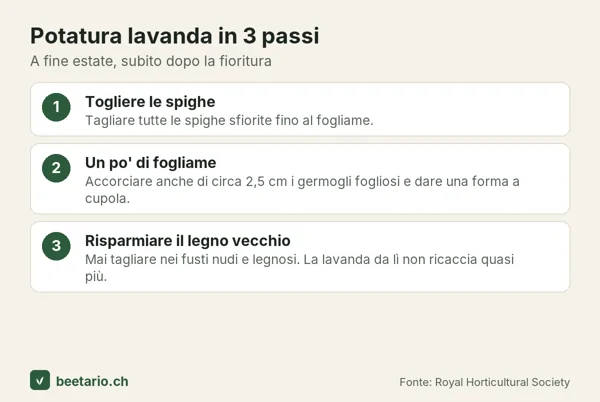 Potatura lavanda in 3 passi
A fine estate, subito dopo la fioritura
1
Togliere le spighe
Tagliare tutte le spighe sfiorite fino al fogliame.
2
Un po' di fogliame
Accorciare anche di circa 2,5 cm i germogli fogliosi e dare una forma a
cupola.
3
Risparmiare il legno vecchio
Mai tagliare nei fusti nudi e legnosi. La lavanda da lì non ricaccia quasi
più.
beetario.ch
Fonte: Royal Horticultural Society